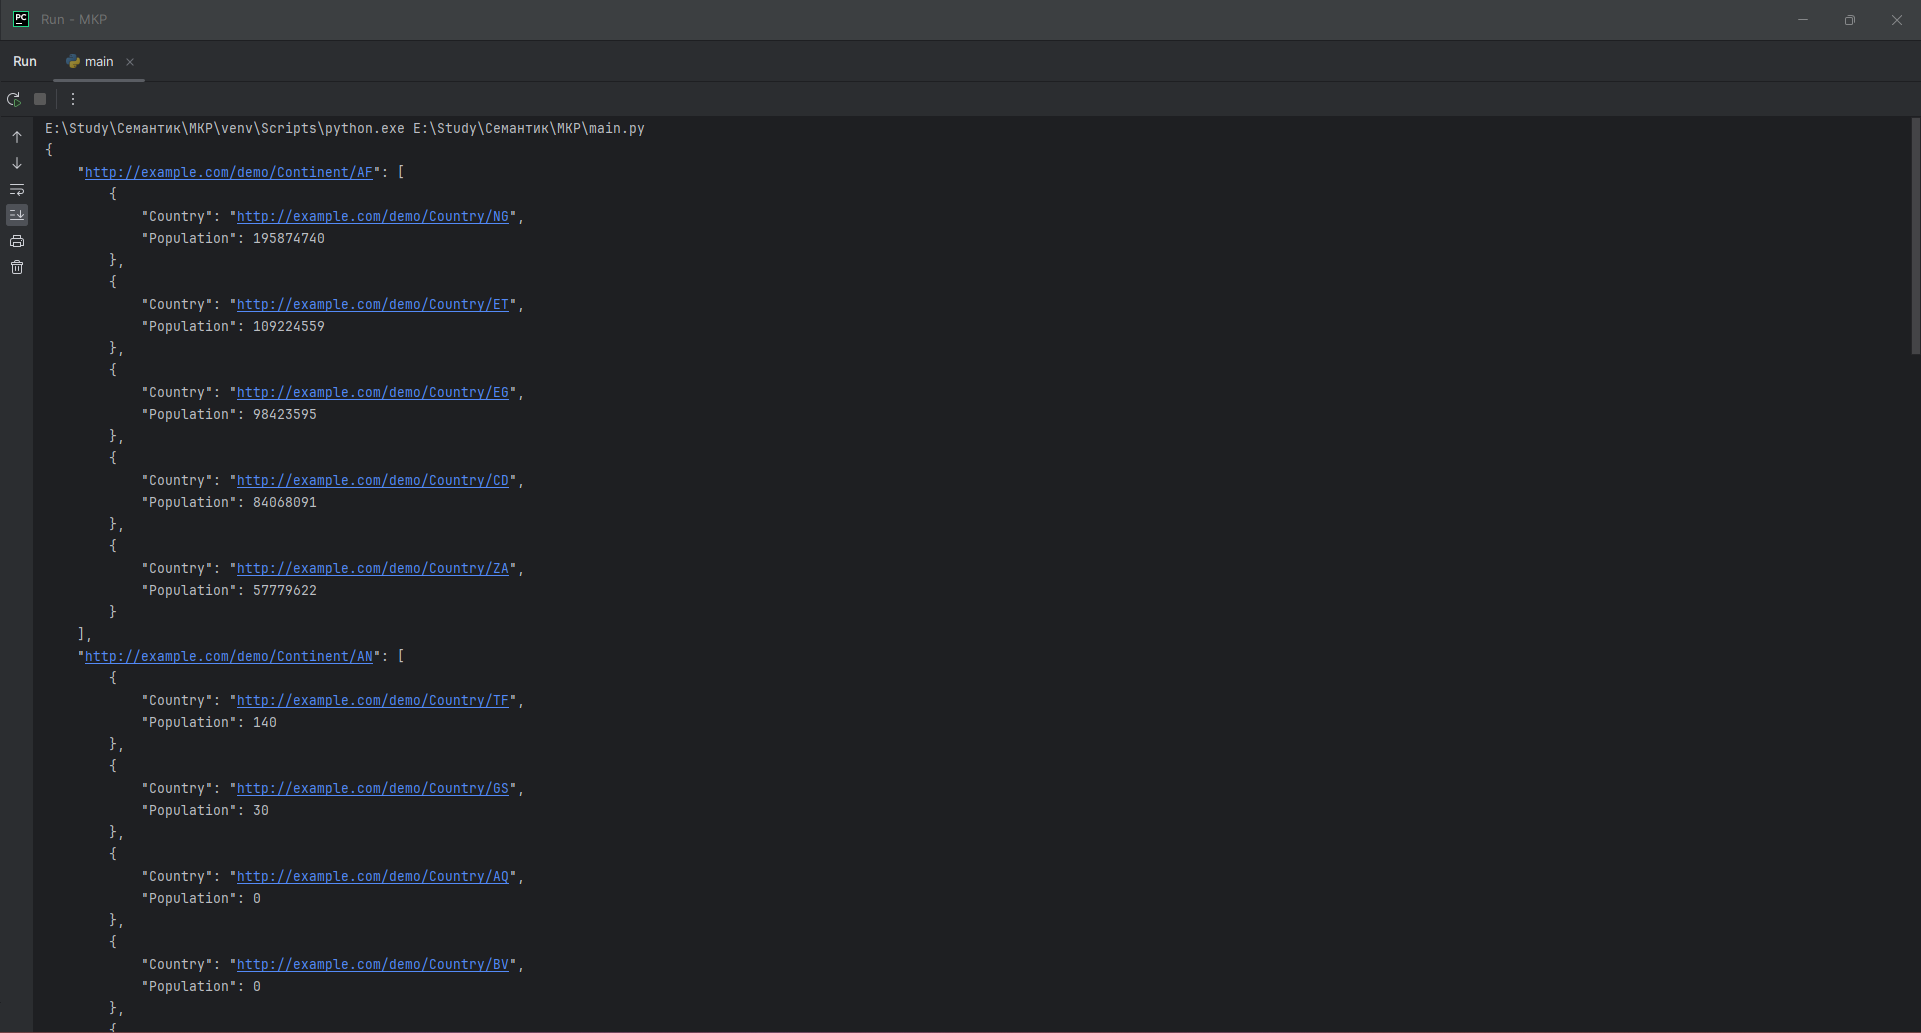 PC Run - MKP
Run main
E:\Study\Семантик\MKP\venv\Scripts\python.exe E:\Study\Семантик\MKP\main.py
{
    "http://example.com/demo/Continent/AF": [
        {
            "Country": "http://example.com/demo/Country/NG",
            "Population": 195874740
        },
        {
            "Country": "http://example.com/demo/Country/ET",
            "Population": 109224559
        },
        {
            "Country": "http://example.com/demo/Country/EG",
            "Population": 98423595
        },
        {
            "Country": "http://example.com/demo/Country/CD",
            "Population": 84068091
        },
        {
            "Country": "http://example.com/demo/Country/ZA",
            "Population": 57779622
        }
    ],
    "http://example.com/demo/Continent/AN": [
        {
            "Country": "http://example.com/demo/Country/TF",
            "Population": 140
        },
        {
            "Country": "http://example.com/demo/Country/GS",
            "Population": 30
        },
        {
            "Country": "http://example.com/demo/Country/AQ",
            "Population": 0
        },
        {
            "Country": "http://example.com/demo/Country/BV",
            "Population": 0
        },
        {